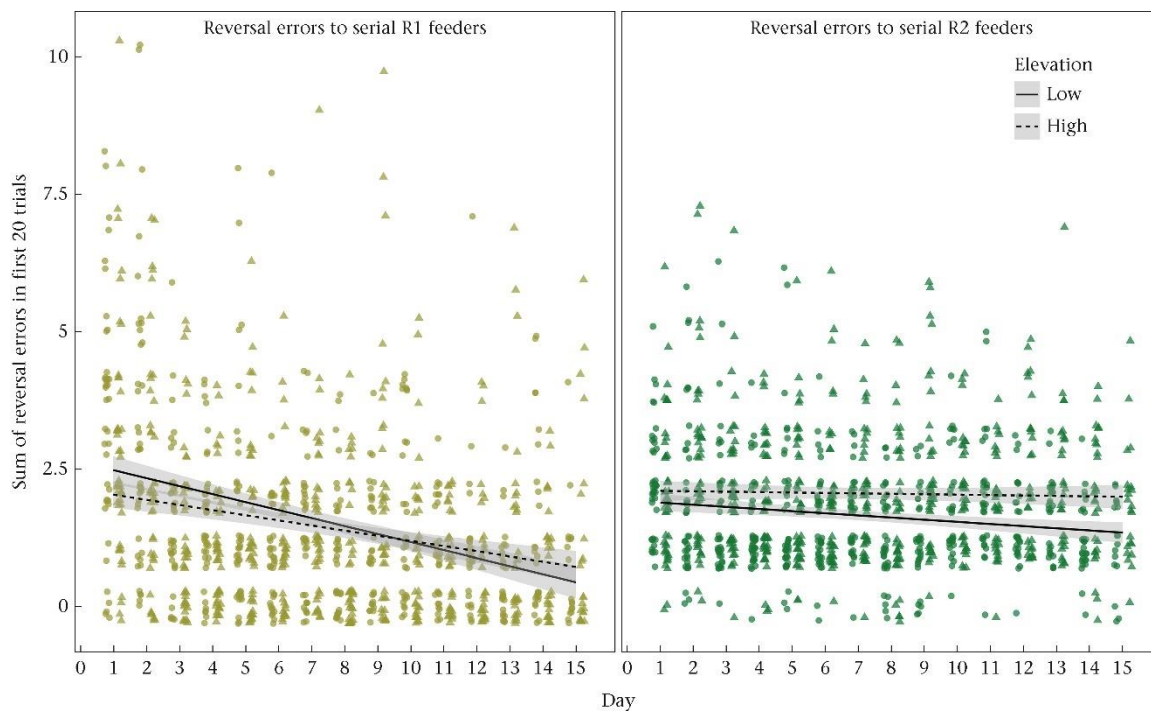 Reversal errors to serial R1 feeders
Reversal errors to serial R2 feeders
Elevation
Low
High
Sum of reversal errors in first 20 trials
10
7.5
5
2.5
0
0 1 2 3 4 5 6 7 8 9 10 11 12 13 14 15
0 1 2 3 4 5 6 7 8 9 10 11 12 13 14 15
Day